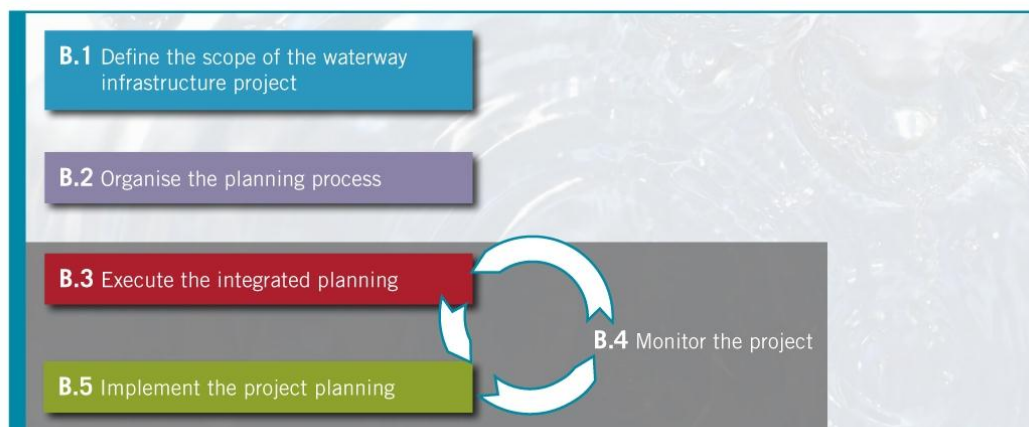 B.1 Define the scope of the waterway
infrastructure project
B.2 Organise the planning process
B.3 Execute the integrated planning
B.4 Monitor the project
B.5 Implement the project planning